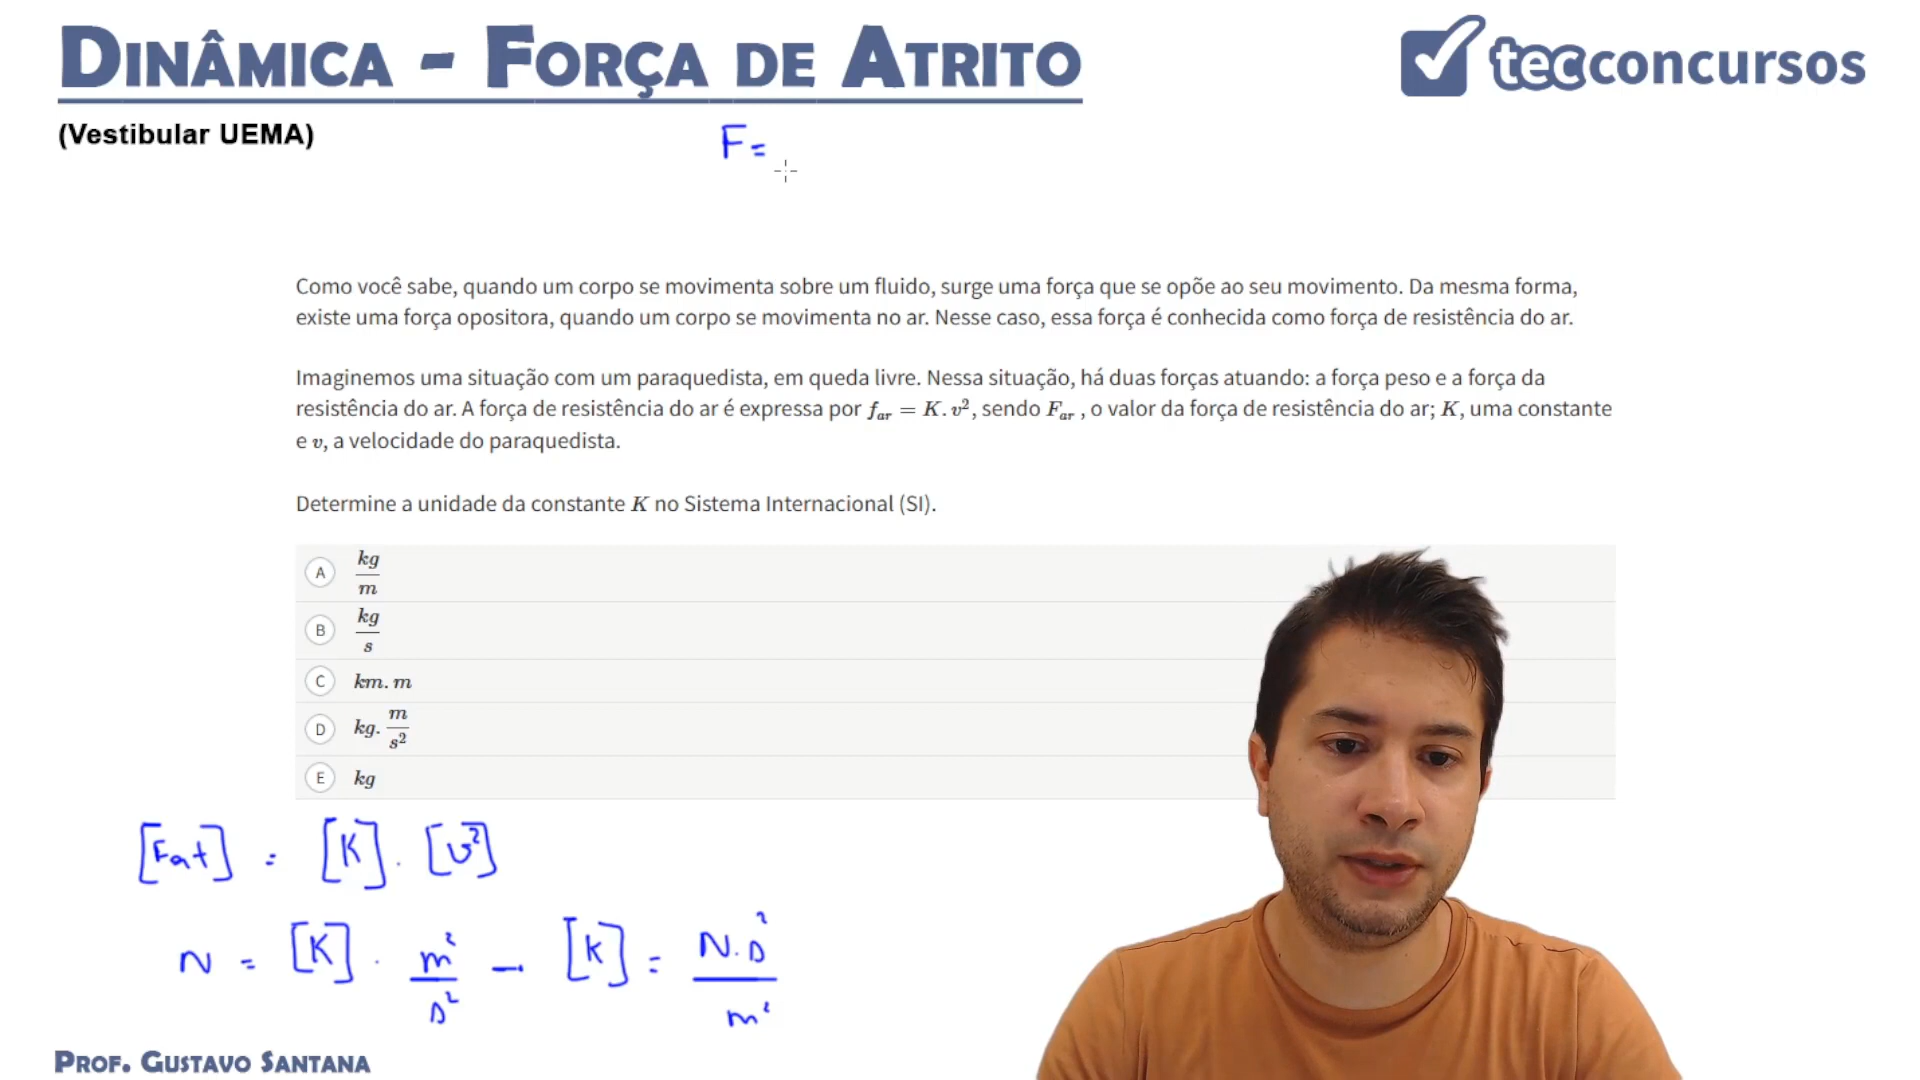 DINÂMICA - FORÇA DE ATRITO
tecconcursos
(Vestibular UEMA)
F=
Como você sabe, quando um corpo se movimenta sobre um fluido, surge uma força que se opõe ao seu movimento. Da mesma forma,
existe uma força opositora, quando um corpo se movimenta no ar. Nesse caso, essa força é conhecida como força de resistência do ar.
Imaginemos uma situação com um paraquedista, em queda livre. Nessa situação, há duas forças atuando: a força peso e a força da
resistência do ar. A força de resistência do ar é expressa por f_ar = K.v², sendo F_ar , o valor da força de resistência do ar; K, uma constante
e v, a velocidade do paraquedista.
Determine a unidade da constante K no Sistema Internacional (SI).
A kg/m
B kg/s
C km.m
D kg. m/s²
E kg
[Fat] = [K] . [v²]
N = [K] . m²/s² - [K] = N.s²/m²
PROF. GUSTAVO SANTANA